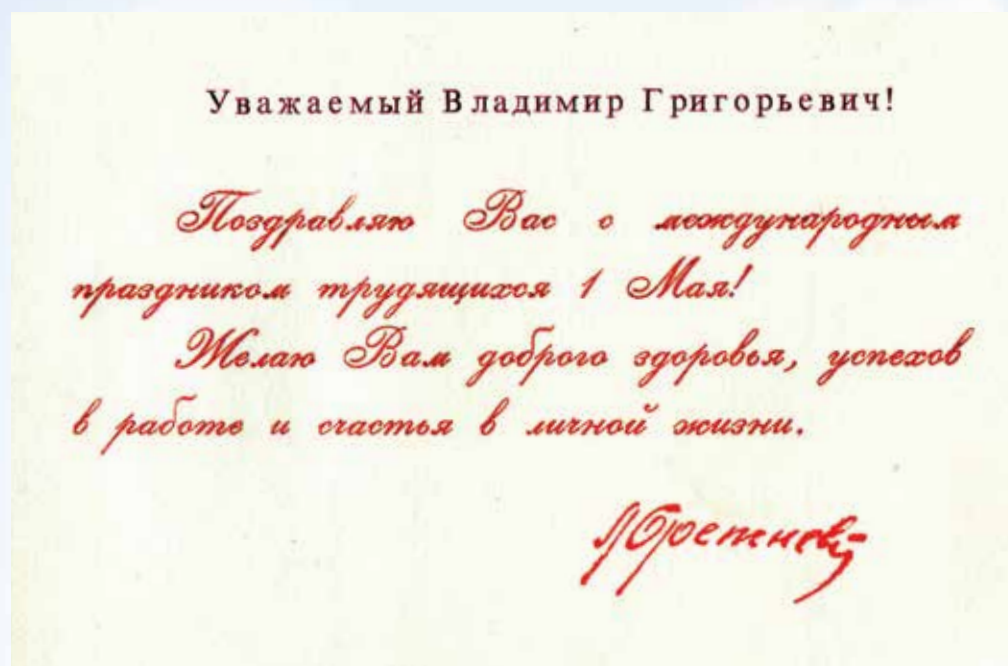 Уважаемый Владимир Григорьевич!
Поздравляю Вас с международным
праздником трудящихся 1 Мая!
Желаю Вам доброго здоровья, успехов
в работе и счастья в личной жизни.
Л Брежнев